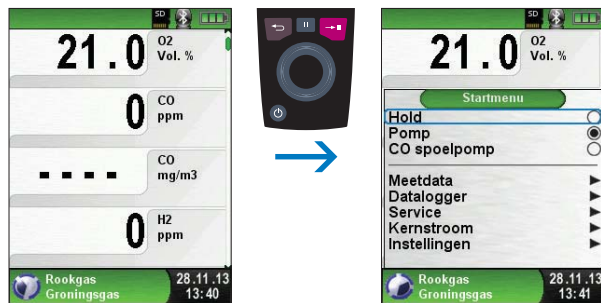 SD
21.0 O2 Vol. %
0 CO ppm
---- CO mg/m3
0 H2 ppm
Rookgas 28.11.13
Groningsgas 13:40
SD
21.0 O2 Vol. %
Startmenu
Hold
Pomp
CO spoelpomp
Meetdata
Datalogger
Service
Kernstroom
Instellingen
Rookgas 28.11.13
Groningsgas 13:41